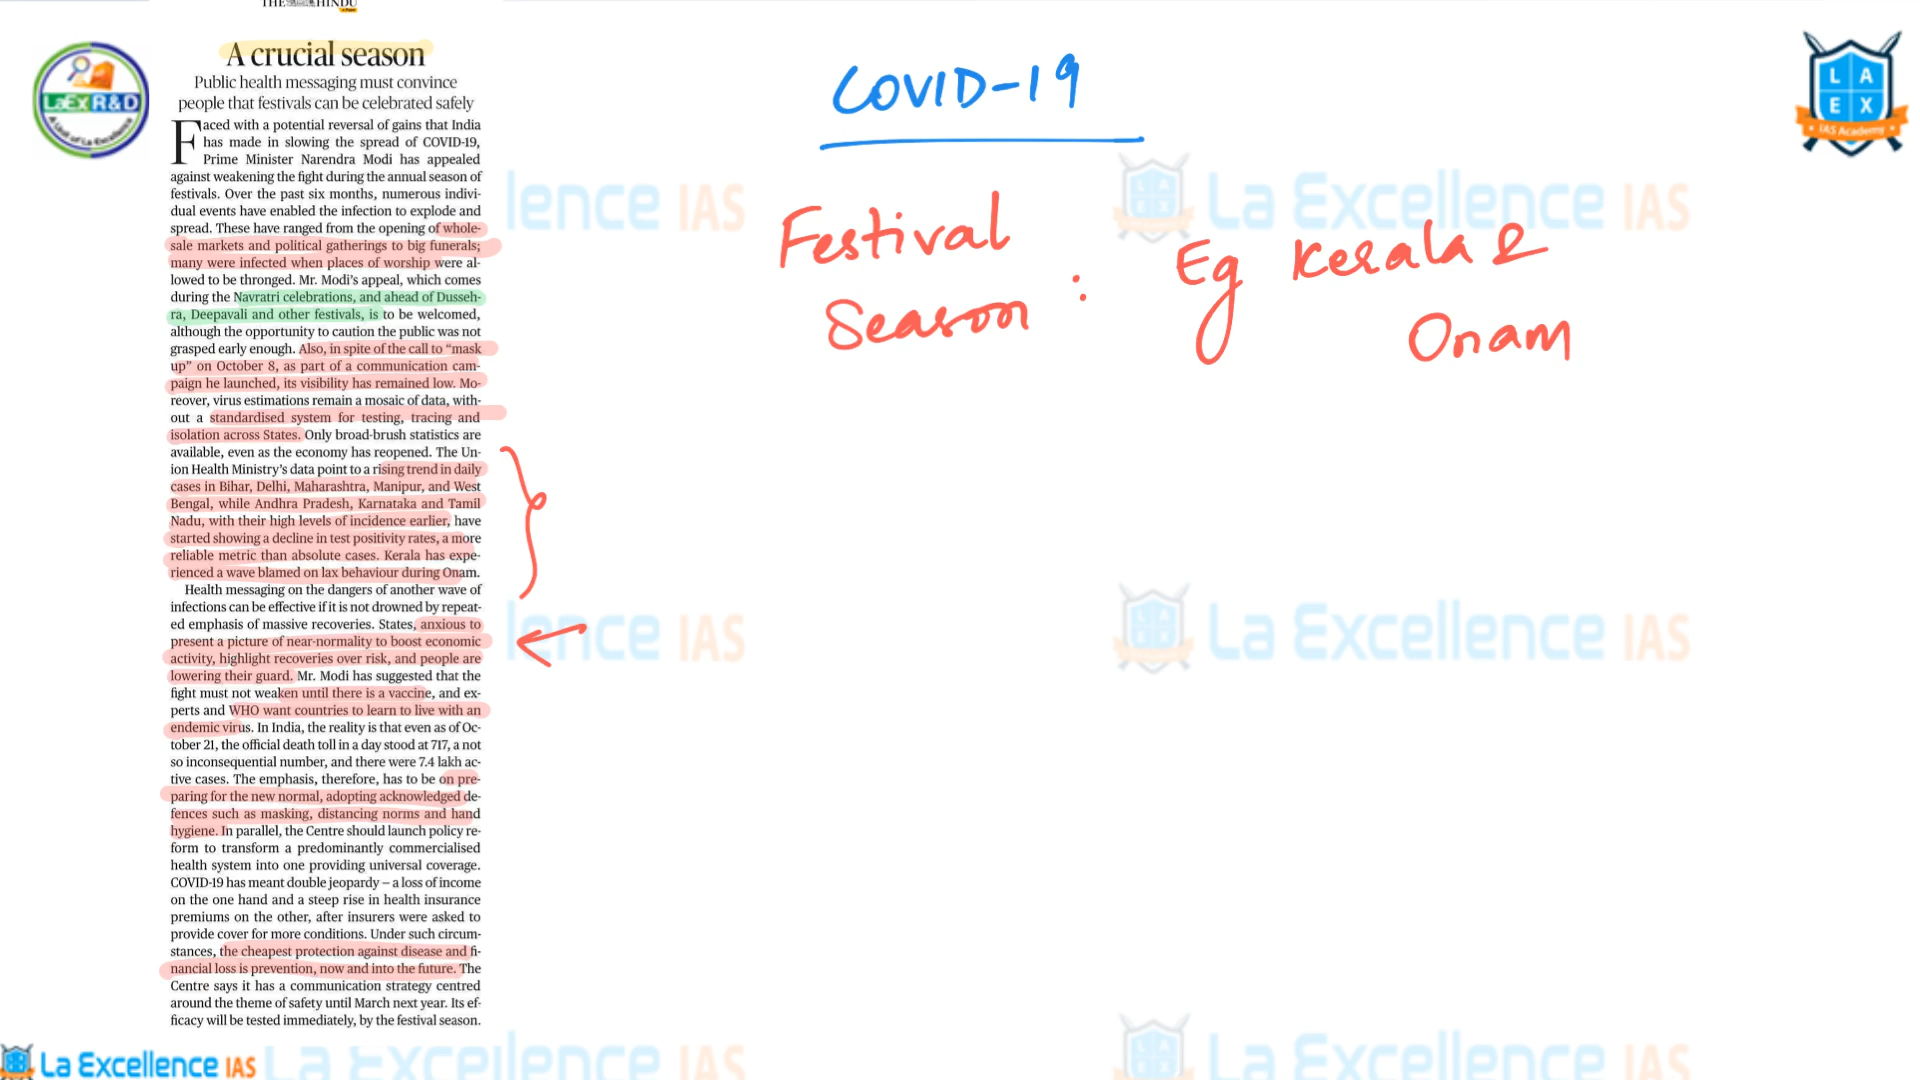 THE HINDU
A crucial season
Public health messaging must convince
people that festivals can be celebrated safely
Faced with a potential reversal of gains that India
has made in slowing the spread of COVID-19,
Prime Minister Narendra Modi has appealed
against weakening the fight during the annual season of
festivals. Over the past six months, numerous indivi-
dual events have enabled the infection to explode and
spread. These have ranged from the opening of whole-
sale markets and political gatherings to big funerals;
many were infected when places of worship were al-
lowed to be thronged. Mr. Modi's appeal, which comes
during the Navratri celebrations, and ahead of Dusseh-
ra, Deepavali and other festivals, is to be welcomed,
although the opportunity to caution the public was not
grasped early enough. Also, in spite of the call to “mask
up” on October 8, as part of a communication cam-
paign he launched, its visibility has remained low. Mo-
reover, virus estimations remain a mosaic of data, with-
out a standardised system for testing, tracing and
isolation across States. Only broad-brush statistics are
available, even as the economy has reopened. The Un-
ion Health Ministry's data point to a rising trend in daily
cases in Bihar, Delhi, Maharashtra, Manipur, and West
Bengal, while Andhra Pradesh, Karnataka and Tamil
Nadu, with their high levels of incidence earlier, have
started showing a decline in test positivity rates, a more
reliable metric than absolute cases. Kerala has expe-
rienced a wave blamed on lax behaviour during Onam.
Health messaging on the dangers of another wave of
infections can be effective if it is not drowned by repeat-
ed emphasis of massive recoveries. States, anxious to
present a picture of near-normality to boost economic
activity, highlight recoveries over risk, and people are
lowering their guard. Mr. Modi has suggested that the
fight must not weaken until there is a vaccine, and ex-
perts and WHO want countries to learn to live with an
endemic virus. In India, the reality is that even as of Oc-
tober 21, the official death toll in a day stood at 717, a not
so inconsequential number, and there were 7.4 lakh ac-
tive cases. The emphasis, therefore, has to be on pre-
paring for the new normal, adopting acknowledged de-
fences such as masking, distancing norms and hand
hygiene. In parallel, the Centre should launch policy re-
form to transform a predominantly commercialised
health system into one providing universal coverage.
COVID-19 has meant double jeopardy – a loss of income
on the one hand and a steep rise in health insurance
premiums on the other, after insurers were asked to
provide cover for more conditions. Under such circum-
stances, the cheapest protection against disease and fi-
nancial loss is prevention, now and into the future. The
Centre says it has a communication strategy centred
around the theme of safety until March next year. Its ef-
ficacy will be tested immediately, by the festival season.
COVID-19
Festival
Season : Eg Kerala &
Onam
LaEx R&D
A Unit of La Excellence
L A
E X
IAS Academy
lence IAS
La Excellence IAS
lence IAS
La Excellence IAS
La Excellence IAS
La Excellence IAS
La Excellence IAS